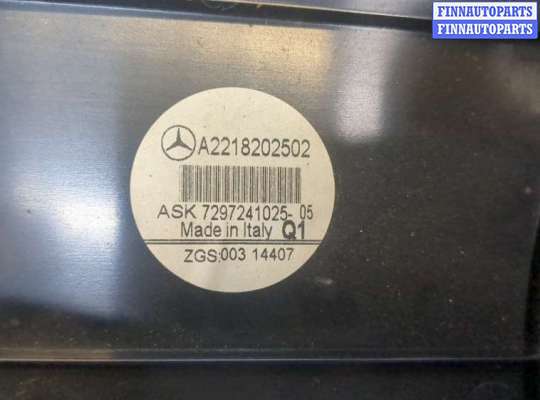 FINNAUTOPARTS
FINNAUTOPARTS
A2218202502
ASK 7297241025- 05
Made in Italy Q1
ZGS:003 14407